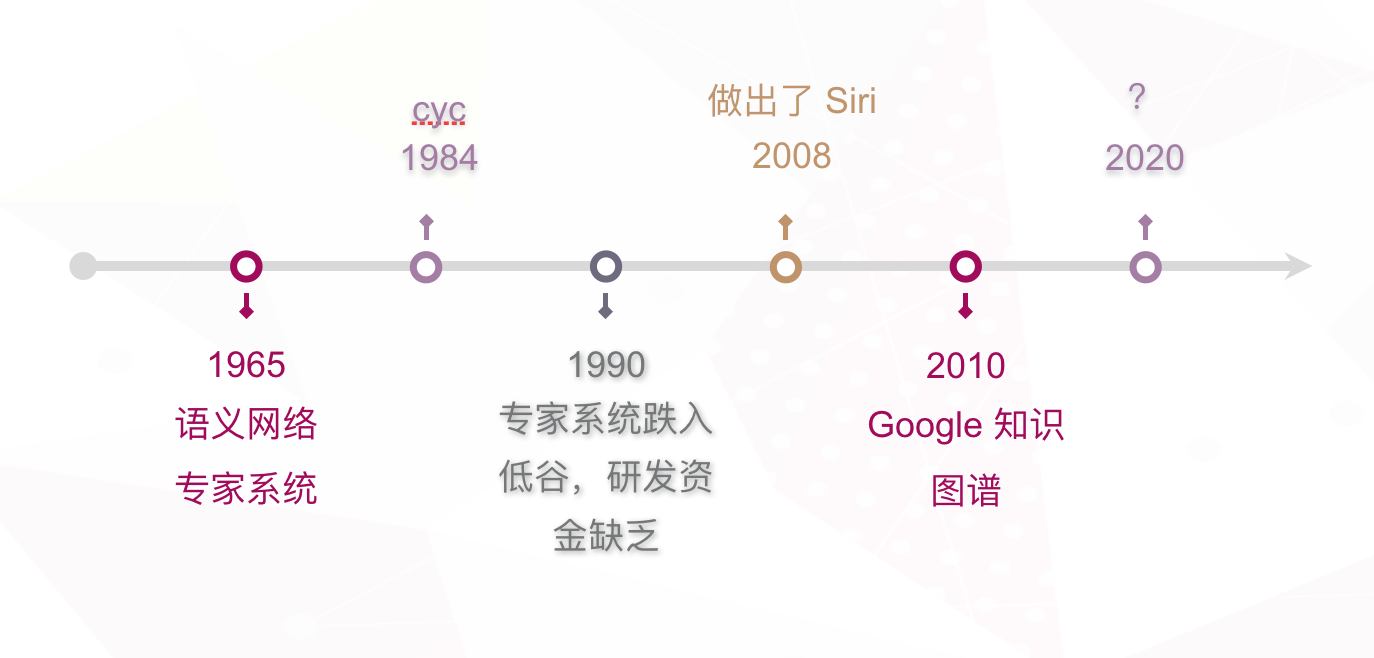 cyc
1984
做出了 Siri
2008
？
2020
1965
语义网络
专家系统
1990
专家系统跌入
低谷，研发资
金缺乏
2010
Google 知识
图谱